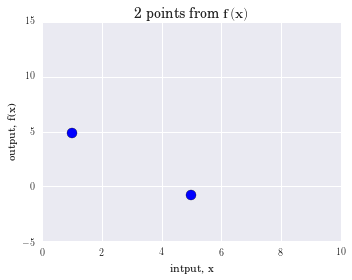 2 points from f(x)
15
10
5
0
−5
output, f(x)
0 2 4 6 8 10
intput, x